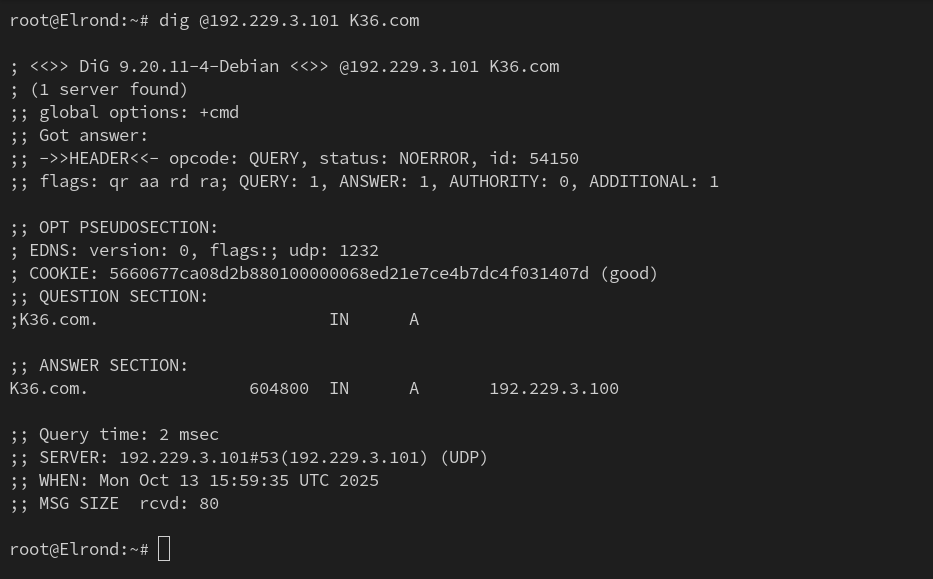 root@Elrond:~# dig @192.229.3.101 K36.com
; <<>> DiG 9.20.11-4-Debian <<>> @192.229.3.101 K36.com
; (1 server found)
;; global options: +cmd
;; Got answer:
;; ->>HEADER<<- opcode: QUERY, status: NOERROR, id: 54150
;; flags: qr aa rd ra; QUERY: 1, ANSWER: 1, AUTHORITY: 0, ADDITIONAL: 1
;; OPT PSEUDOSECTION:
; EDNS: version: 0, flags:; udp: 1232
; COOKIE: 5660677ca08d2b880100000068ed21e7ce4b7dc4f031407d (good)
;; QUESTION SECTION:
;K36.com. IN A
;; ANSWER SECTION:
K36.com. 604800 IN A 192.229.3.100
;; Query time: 2 msec
;; SERVER: 192.229.3.101#53(192.229.3.101) (UDP)
;; WHEN: Mon Oct 13 15:59:35 UTC 2025
;; MSG SIZE  rcvd: 80
root@Elrond:~#